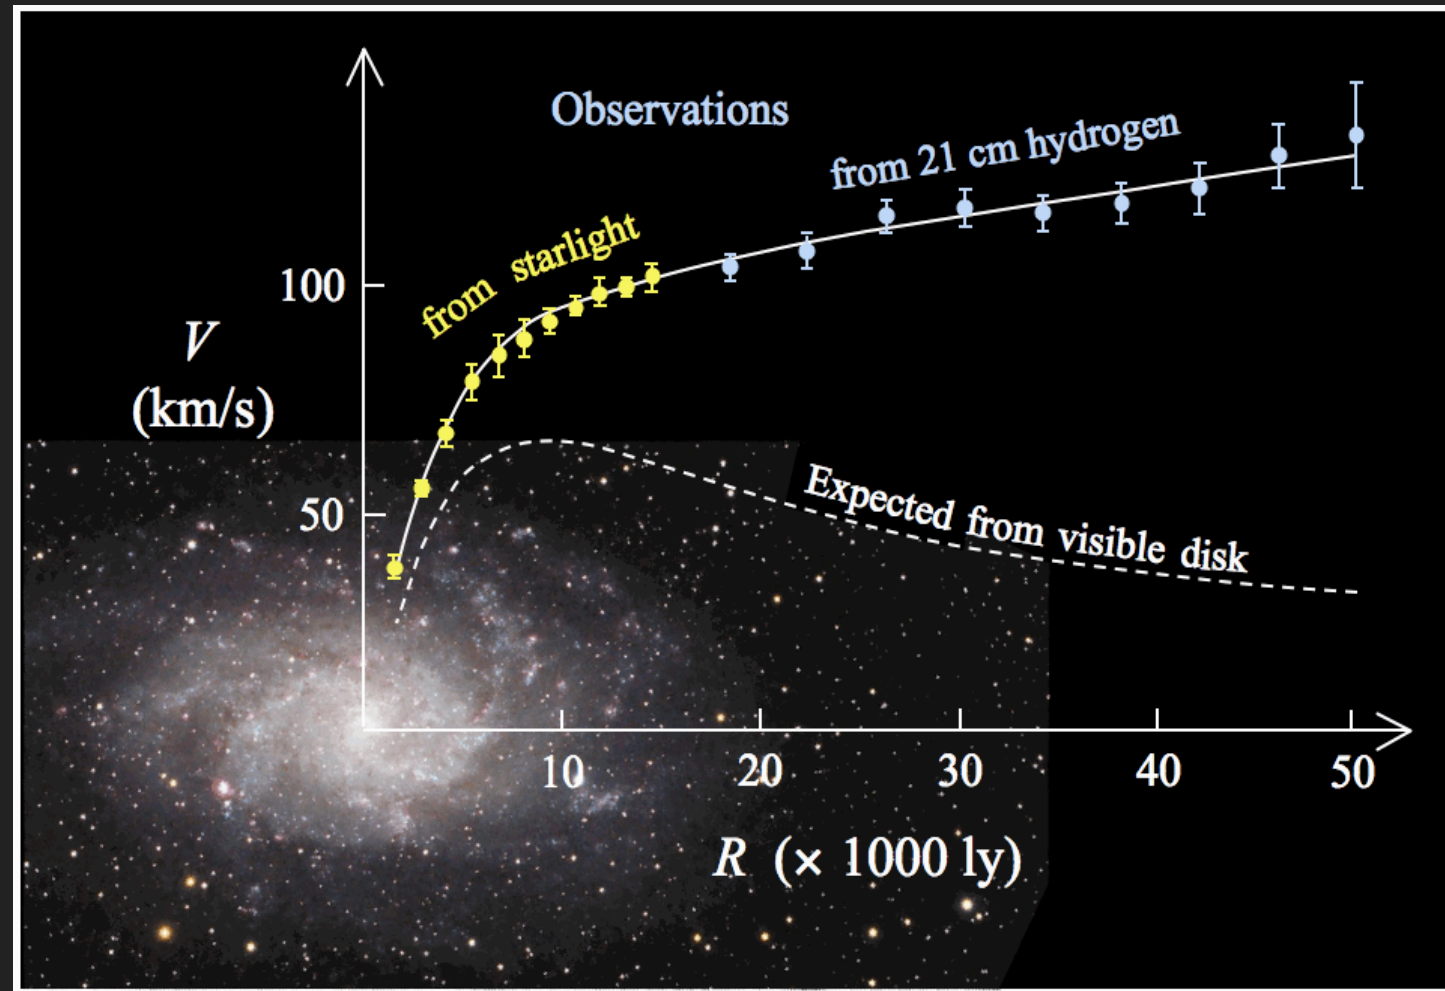 Observations
from 21 cm hydrogen
from starlight
100
V
(km/s)
50
Expected from visible disk
10
20
30
40
50
R (× 1000 ly)